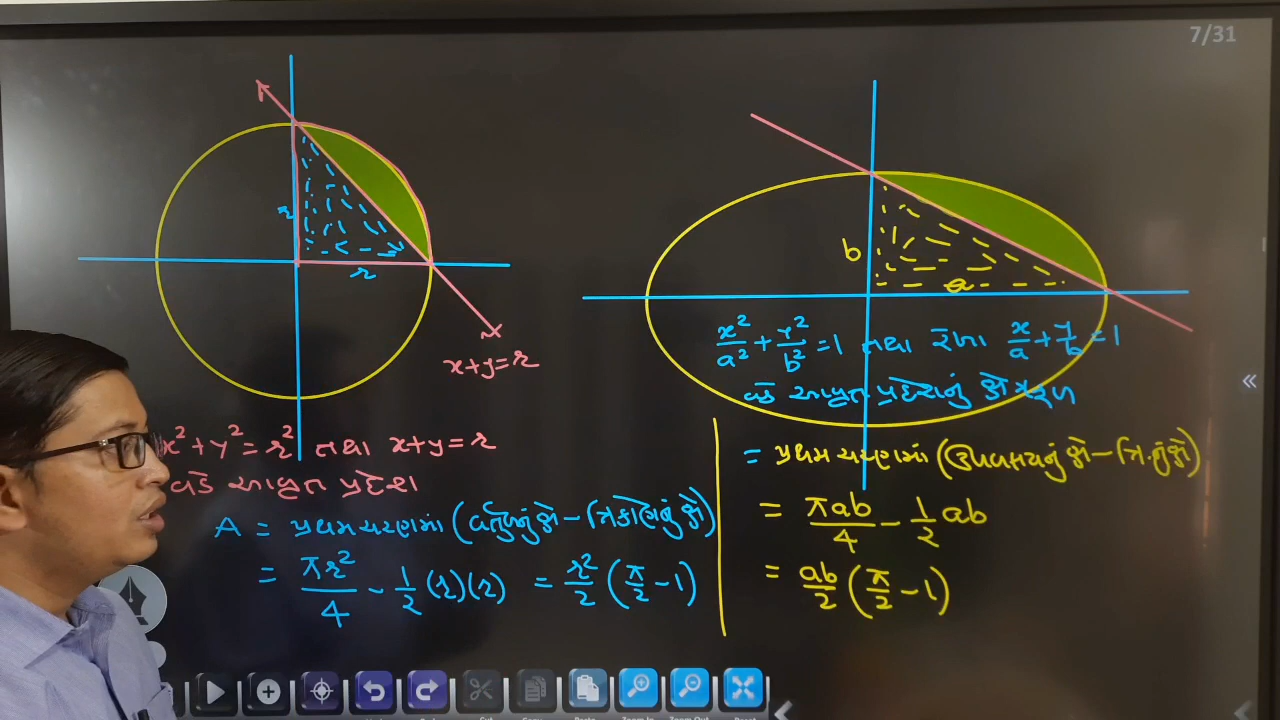 7/31
r
r
x+y=r
x²+y²=r² તથા x+y=r
વડે આવૃત્ત પ્રદેશ
A = પ્રથમ ચરણમાં (વર્તુળનું ક્ષે - ત્રિકોણનું ક્ષે)
= πr²/4 - 1/2 (r)(r) = r²/2 (π/2 - 1)
b
a
x²/a² + y²/b² = 1 તથા રેખા x/a + y/b = 1
વડે આવૃત્ત પ્રદેશનું ક્ષેત્રફળ
= પ્રથમ ચરણમાં (ઉપવલયનું ક્ષે - ત્રિ.નું ક્ષે)
= πab/4 - 1/2 ab
= ab/2 (π/2 - 1)